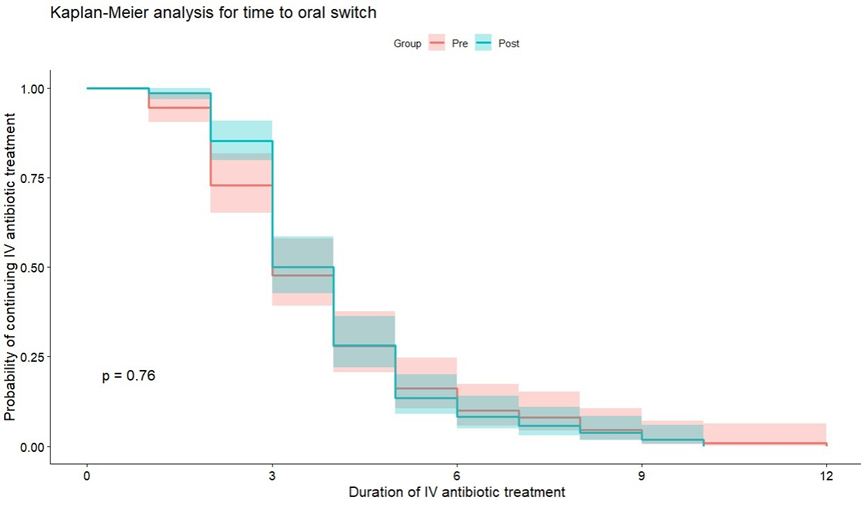 Kaplan-Meier analysis for time to oral switch
Group Pre Post
Probability of continuing IV antibiotic treatment
1.00
0.75
0.50
0.25
0.00
p = 0.76
0 3 6 9 12
Duration of IV antibiotic treatment